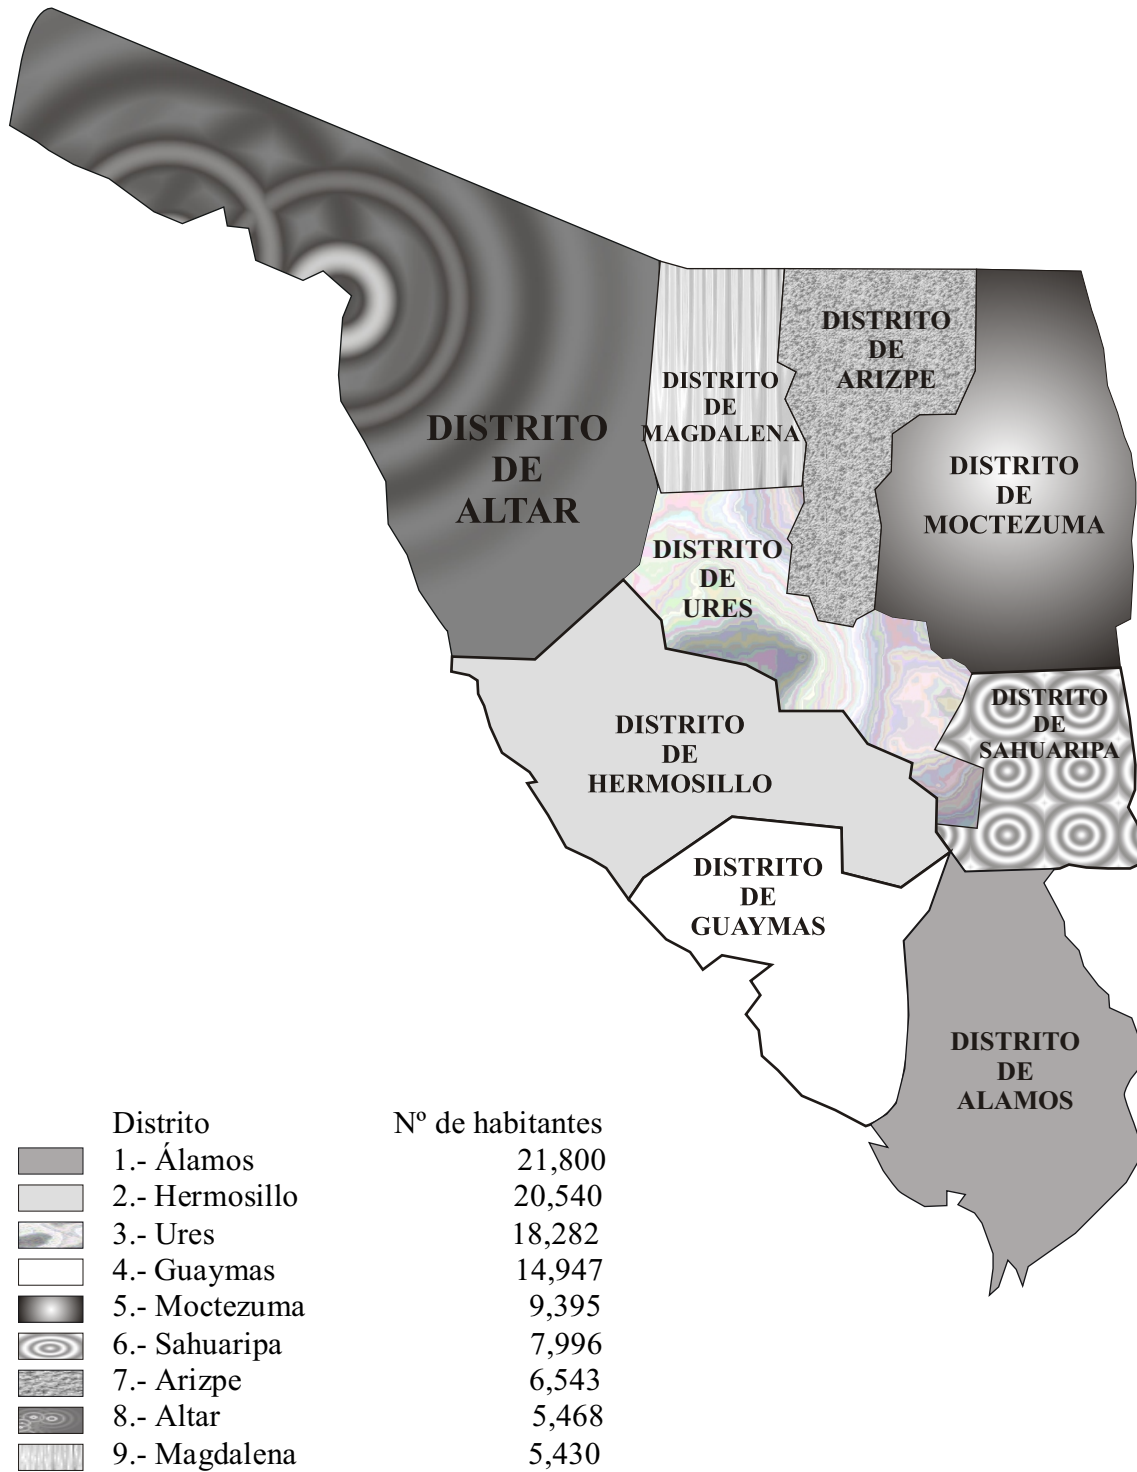 DISTRITO
DE
ARIZPE
DISTRITO
DE
MAGDALENA
DISTRITO
DE
ALTAR
DISTRITO
DE
MOCTEZUMA
DISTRITO
DE
URES
DISTRITO
DE
SAHUARIPA
DISTRITO
DE
HERMOSILLO
DISTRITO
DE
GUAYMAS
DISTRITO
DE
ALAMOS
Distrito Nº de habitantes
1.- Álamos 21,800
2.- Hermosillo 20,540
3.- Ures 18,282
4.- Guaymas 14,947
5.- Moctezuma 9,395
6.- Sahuaripa 7,996
7.- Arizpe 6,543
8.- Altar 5,468
9.- Magdalena 5,430